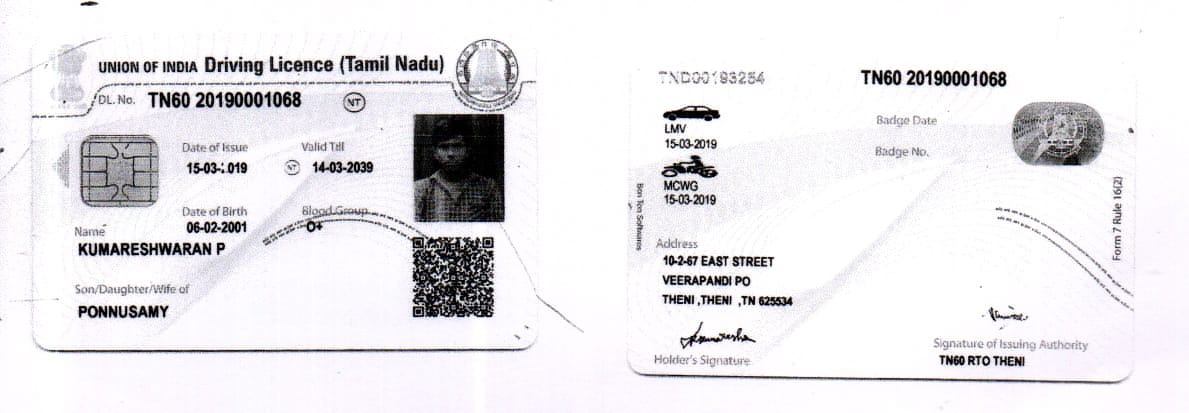 UNION OF INDIA Driving Licence (Tamil Nadu)
DL. No. TN60 20190001068 NT
Date of Issue Valid Till
15-03-2019 NT 14-03-2039
Date of Birth Blood Group
06-02-2001 O+
Name
KUMARESHWARAN P
Son/Daughter/Wife of
PONNUSAMY
TND00193254 TN60 20190001068
LMV
15-03-2019
MCWG
15-03-2019
Badge Date
Badge No.
Bon Ton Softwares
Form 7 Rule 16(2)
Address
10-2-67 EAST STREET
VEERAPANDI PO
THENI ,THENI ,TN 625534
Holder's Signature
Signature of Issuing Authority
TN60 RTO THENI